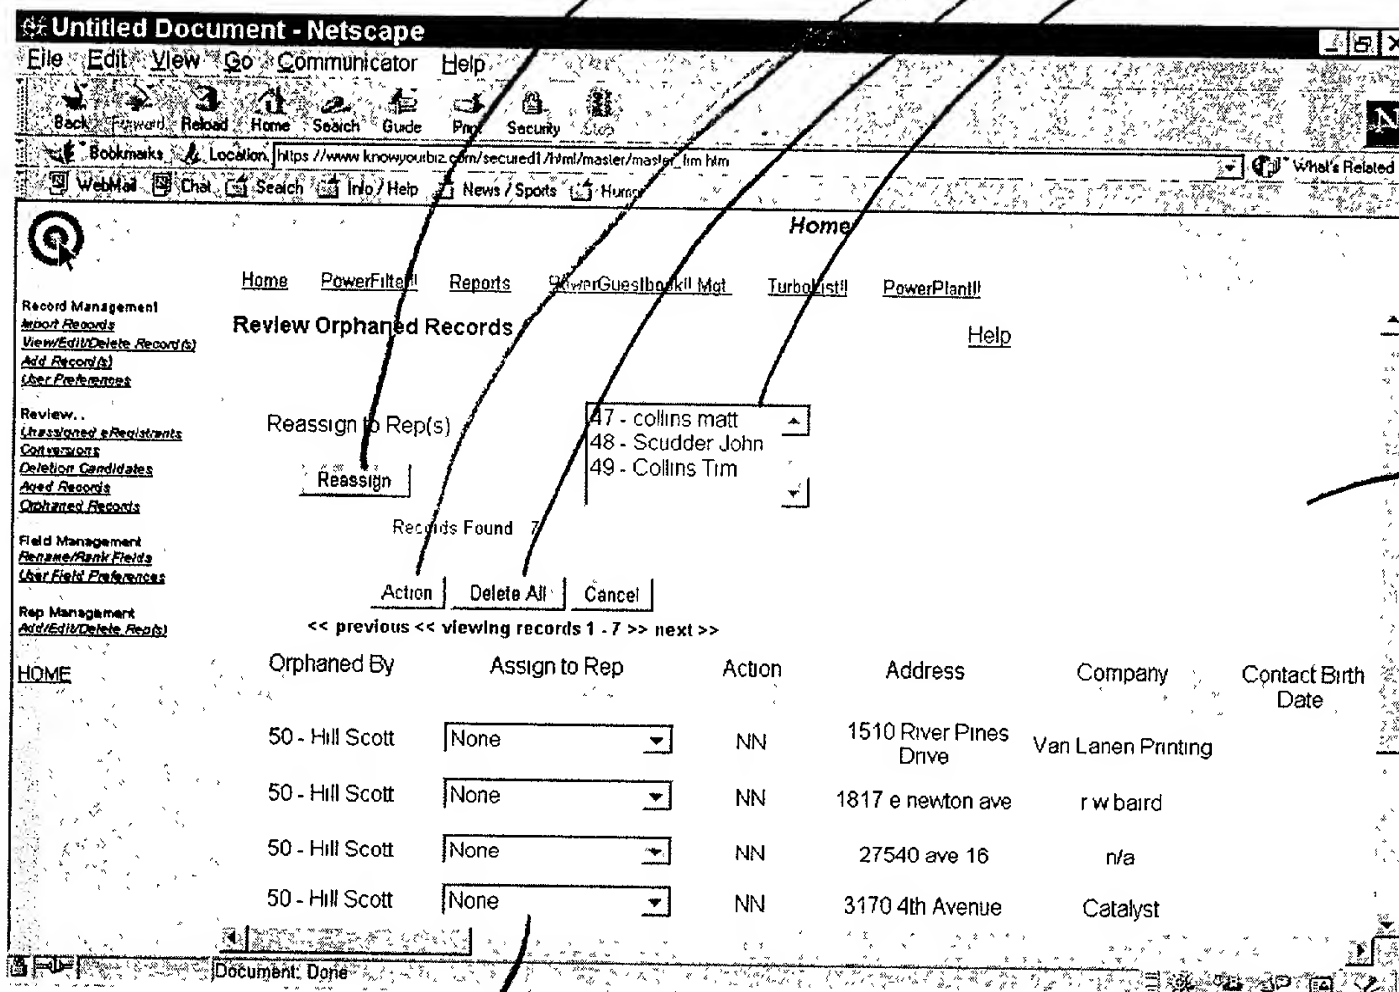 Untitled Document - Netscape
File Edit View Go Communicator Help
Back Forward Reload Home Search Guide Print Security Stop
Bookmarks Location https://www.knowyourbiz.com/secured1/html/master/master_frm.htm
What's Related
WebMail Chat Search Info / Help News / Sports Humor
Home
Home PowerFilter!! Reports PowerGuestbook!! Mgt TurboList!! PowerPlant!!
Review Orphaned Records
Help
Record Management
Import Records
View/Edit/Delete Record(s)
Add Record(s)
User Preferences
Review..
Unassigned eRegistrants
Conversions
Deletion Candidates
Aged Records
Orphaned Records
Field Management
Rename/Rank Fields
User Field Preferences
Rep Management
Add/Edit/Delete Rep(s)
HOME
Reassign to Rep(s)
47 - collins matt
48 - Scudder John
49 - Collins Tim
Reassign
Records Found 7
Action Delete All Cancel
<< previous << viewing records 1 - 7 >> next >>
Orphaned By Assign to Rep Action Address Company Contact Birth Date
50 - Hill Scott None NN 1510 River Pines Drive Van Lanen Printing
50 - Hill Scott None NN 1817 e newton ave r w baird
50 - Hill Scott None NN 27540 ave 16 n/a
50 - Hill Scott None NN 3170 4th Avenue Catalyst
Document: Done